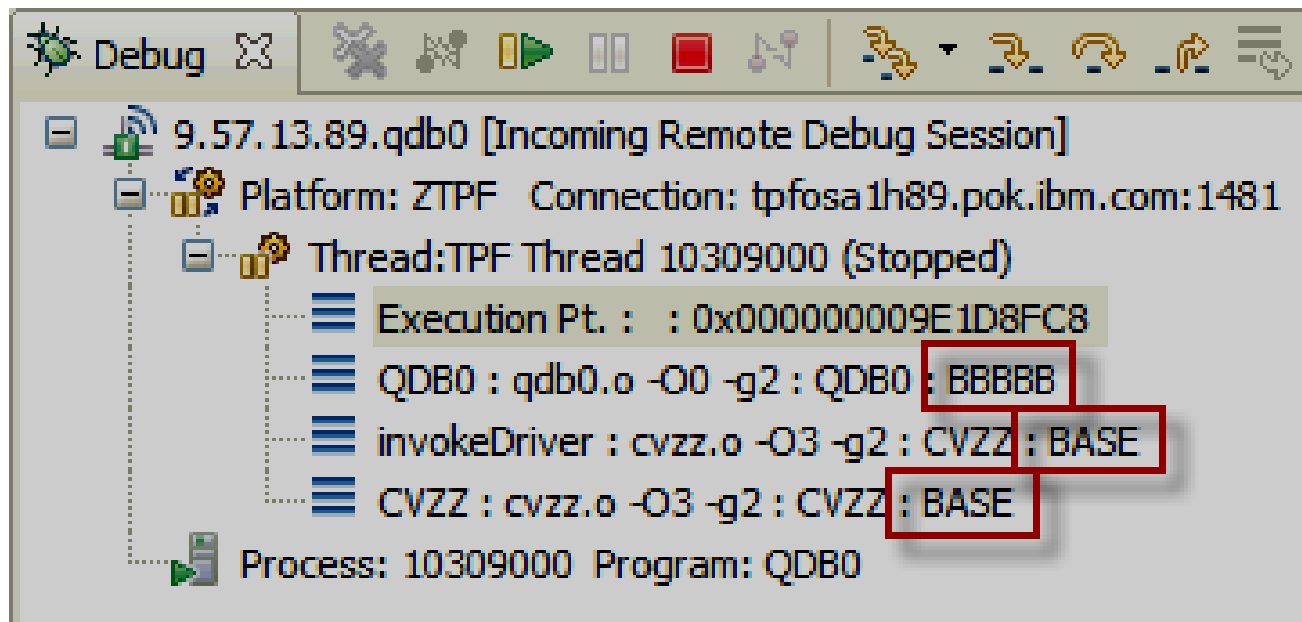 Debug
9.57.13.89.qdb0 [Incoming Remote Debug Session]
Platform: ZTPF Connection: tpfosa1h89.pok.ibm.com:1481
Thread:TPF Thread 10309000 (Stopped)
Execution Pt. : : 0x000000009E1D8FC8
QDB0 : qdb0.o -O0 -g2 : QDB0 : BBBBB
invokeDriver : cvzz.o -O3 -g2 : CVZZ : BASE
CVZZ : cvzz.o -O3 -g2 : CVZZ : BASE
Process: 10309000 Program: QDB0